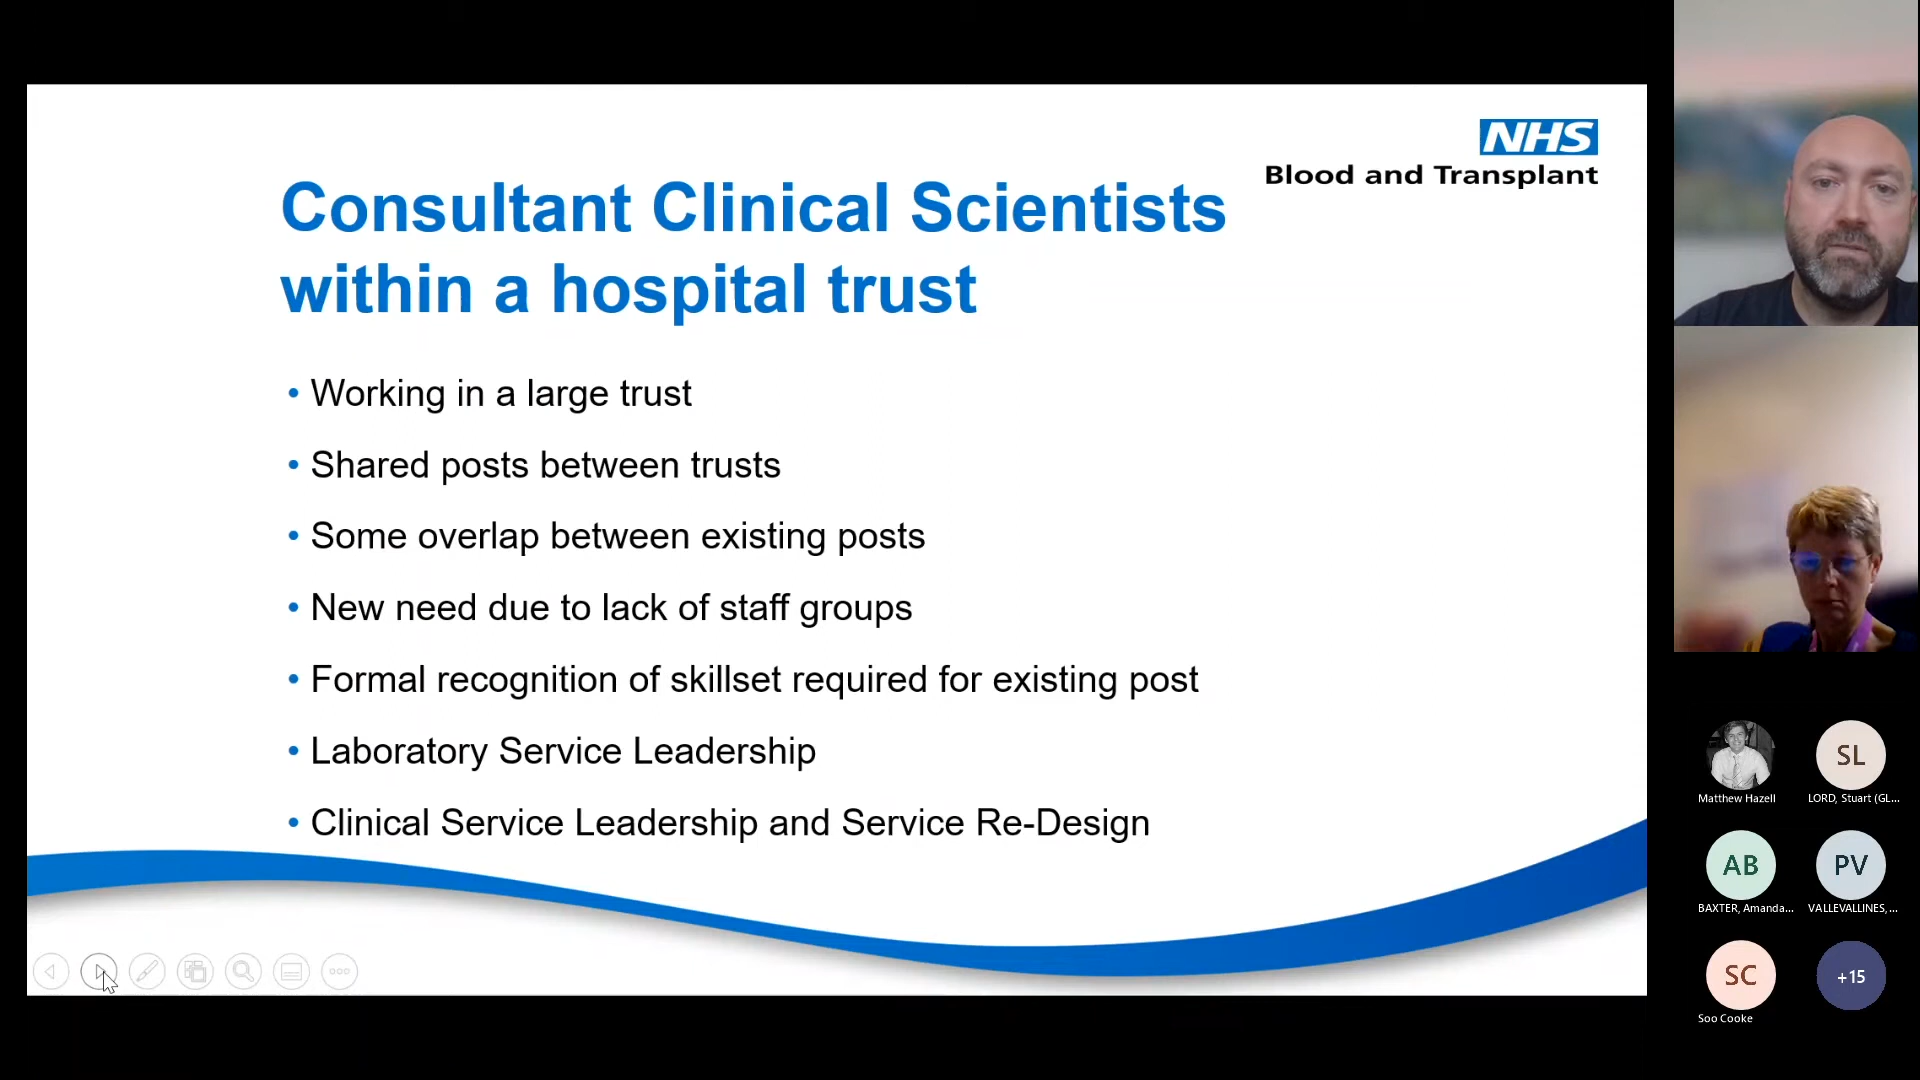 NHS
Blood and Transplant
Consultant Clinical Scientists
within a hospital trust
• Working in a large trust
• Shared posts between trusts
• Some overlap between existing posts
• New need due to lack of staff groups
• Formal recognition of skillset required for existing post
• Laboratory Service Leadership
• Clinical Service Leadership and Service Re-Design
SL
Matthew Hazell
LORD, Stuart (GL...
AB
PV
BAXTER, Amanda...
VALLEVALLINES,...
SC
+15
Soo Cooke